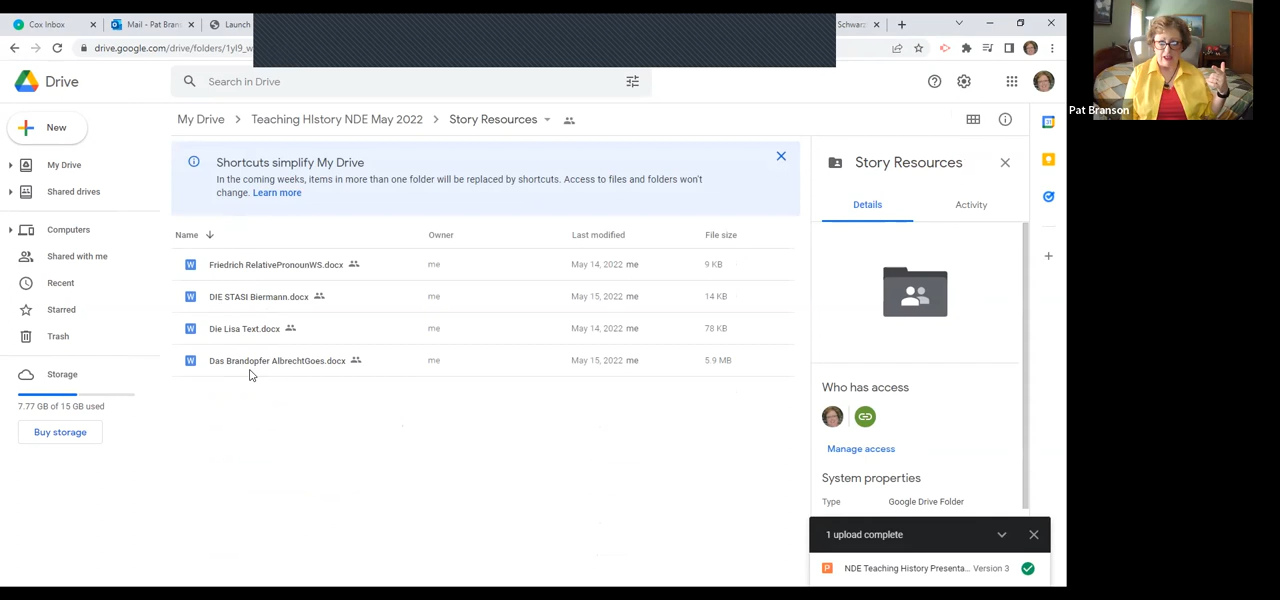 Cox Inbox
Mail - Pat Bran
Launch
Schwarz
drive.google.com/drive/folders/1yI9_w
Drive
Search in Drive
Pat Branson
New
My Drive
Teaching HIstory NDE May 2022
Story Resources
Shortcuts simplify My Drive
In the coming weeks, items in more than one folder will be replaced by shortcuts. Access to files and folders won't
change. Learn more
Story Resources
Details
Activity
My Drive
Shared drives
Computers
Shared with me
Recent
Starred
Trash
Storage
7.77 GB of 15 GB used
Buy storage
Name
Owner
Last modified
File size
Friedrich RelativePronounWS.docx
me
May 14, 2022 me
9 KB
DIE STASI Biermann.docx
me
May 15, 2022 me
14 KB
Die Lisa Text.docx
me
May 14, 2022 me
78 KB
Das Brandopfer AlbrechtGoes.docx
me
May 15, 2022 me
5.9 MB
Who has access
Manage access
System properties
Type
Google Drive Folder
1 upload complete
NDE Teaching History Presenta...
Version 3